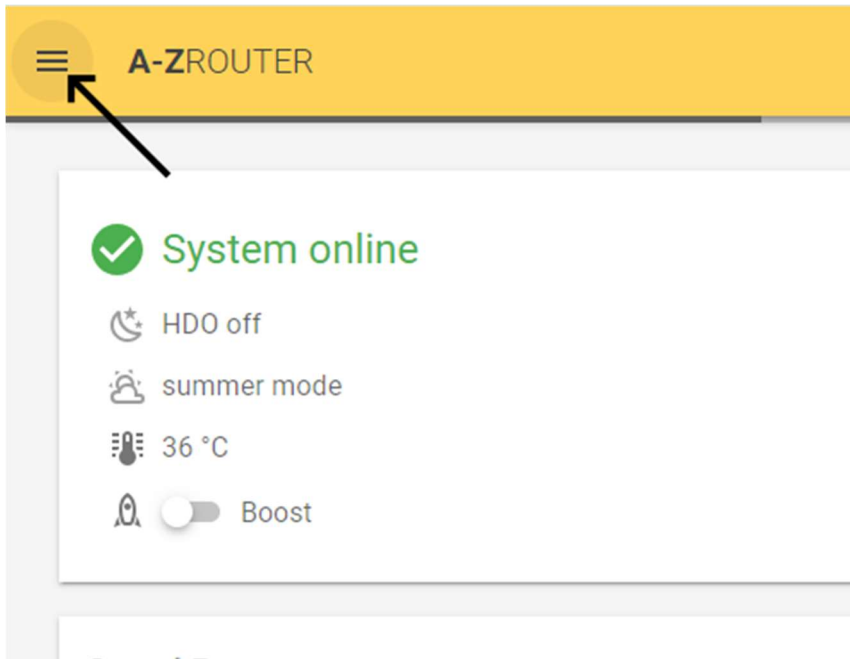 A-ZROUTER
System online
HDO off
summer mode
36 °C
Boost